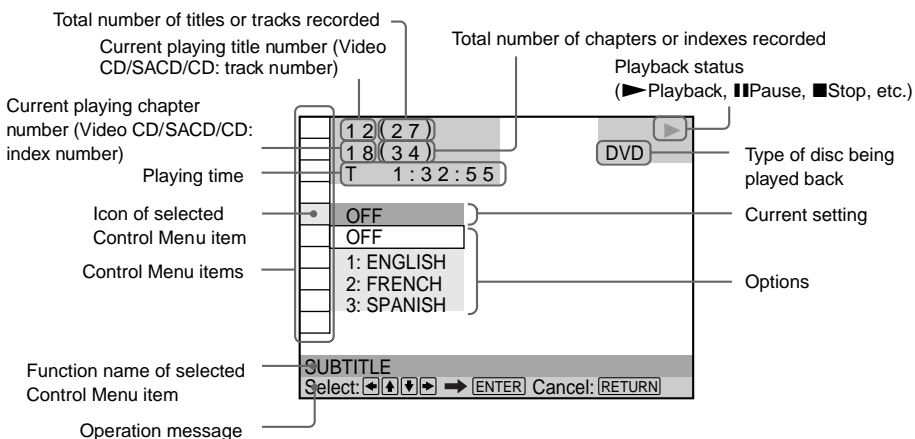 Total number of titles or tracks recorded
Current playing title number (Video
CD/SACD/CD: track number)
Total number of chapters or indexes recorded
Playback status
(►Playback, ❚❚Pause, ■Stop, etc.)
Current playing chapter
number (Video CD/SACD/CD:
index number)
Playing time
Icon of selected
Control Menu item
Control Menu items
Function name of selected
Control Menu item
Operation message
12(27)
18(34)
T 1:32:55
DVD
OFF
OFF
1: ENGLISH
2: FRENCH
3: SPANISH
SUBTITLE
Select: ENTER Cancel: RETURN
Type of disc being
played back
Current setting
Options